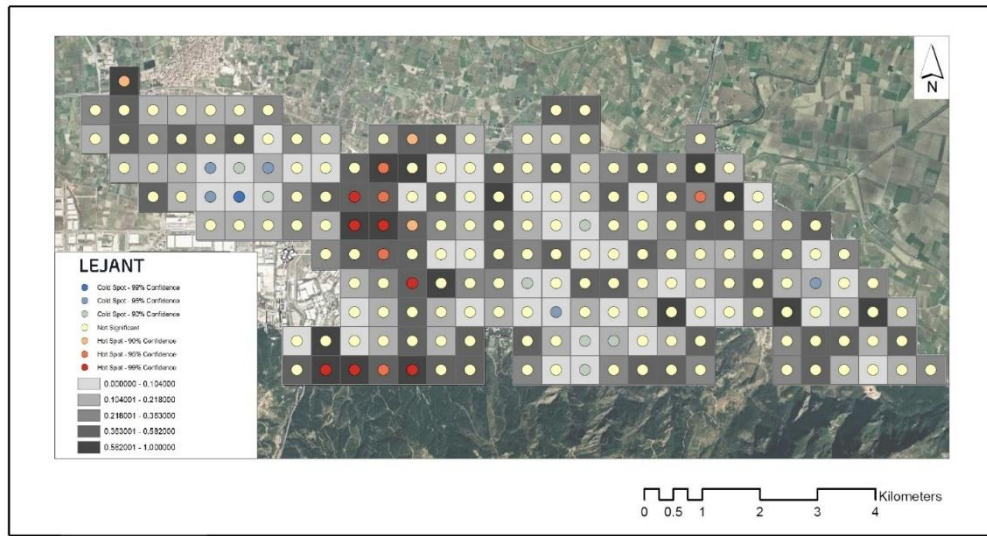 N
LEJANT
Cold Spot - 99% Confidence
Cold Spot - 95% Confidence
Cold Spot - 90% Confidence
Not Significant
Hot Spot - 90% Confidence
Hot Spot - 95% Confidence
Hot Spot - 99% Confidence
0.000000 - 0.104000
0.104001 - 0.218000
0.218001 - 0.353000
0.353001 - 0.582000
0.582001 - 1.000000
Kilometers
0 0.5 1 2 3 4